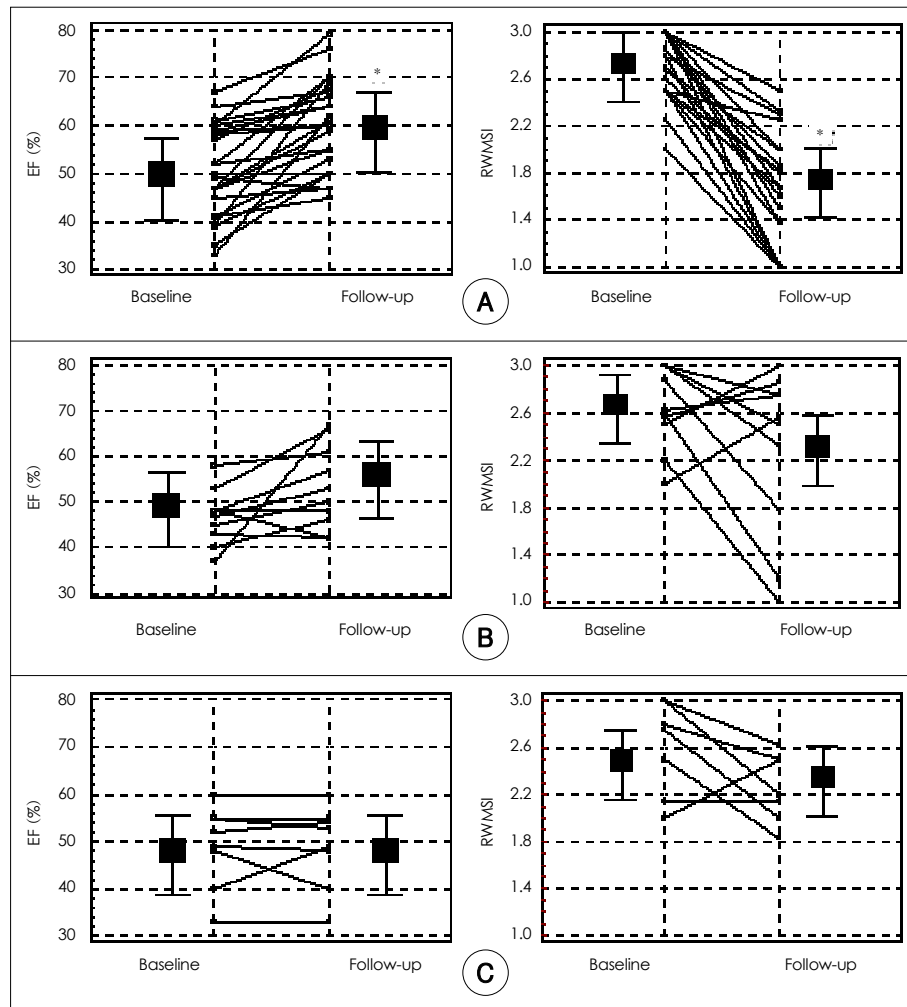 80
70
60
50
40
30
EF (%)
Baseline
Follow-up
*
3.0
2.6
2.2
1.8
1.4
1.0
RWMSI
Baseline
Follow-up
*
A
80
70
60
50
40
30
EF (%)
Baseline
Follow-up
3.0
2.6
2.2
1.8
1.4
1.0
RWMSI
Baseline
Follow-up
B
80
70
60
50
40
30
EF (%)
Baseline
Follow-up
3.0
2.6
2.2
1.8
1.4
1.0
RWMSI
Baseline
Follow-up
C